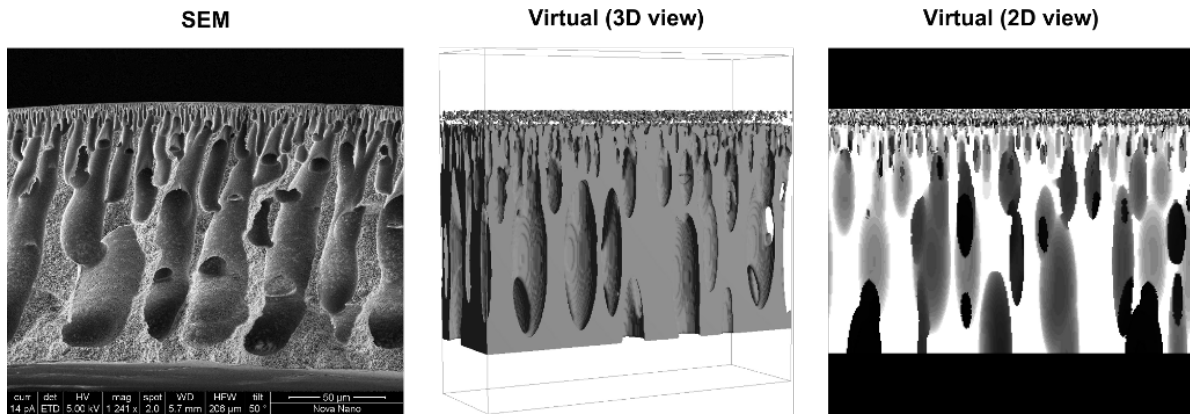 SEM
Virtual (3D view)
Virtual (2D view)
curr det HV mag spot WD HFW tilt
14 pA ETD 5.00 kV 1 241 x 2.0 5.7 mm 206 µm 50 °
50 µm
Nova Nano